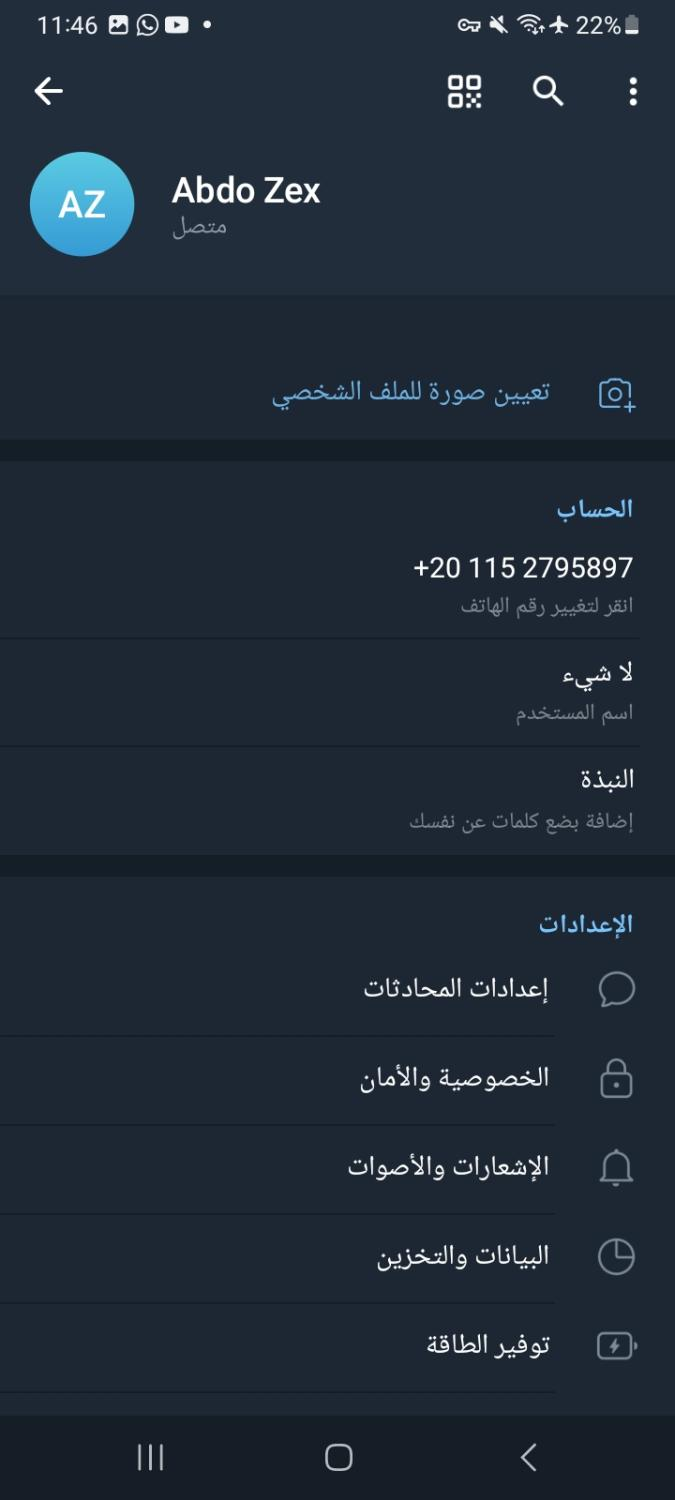 11:46
22%
AZ
Abdo Zex
متصل
تعيين صورة للملف الشخصي
الحساب
+20 115 2795897
انقر لتغيير رقم الهاتف
لا شيء
اسم المستخدم
النبذة
إضافة بضع كلمات عن نفسك
الإعدادات
إعدادات المحادثات
الخصوصية والأمان
الإشعارات والأصوات
البيانات والتخزين
توفير الطاقة